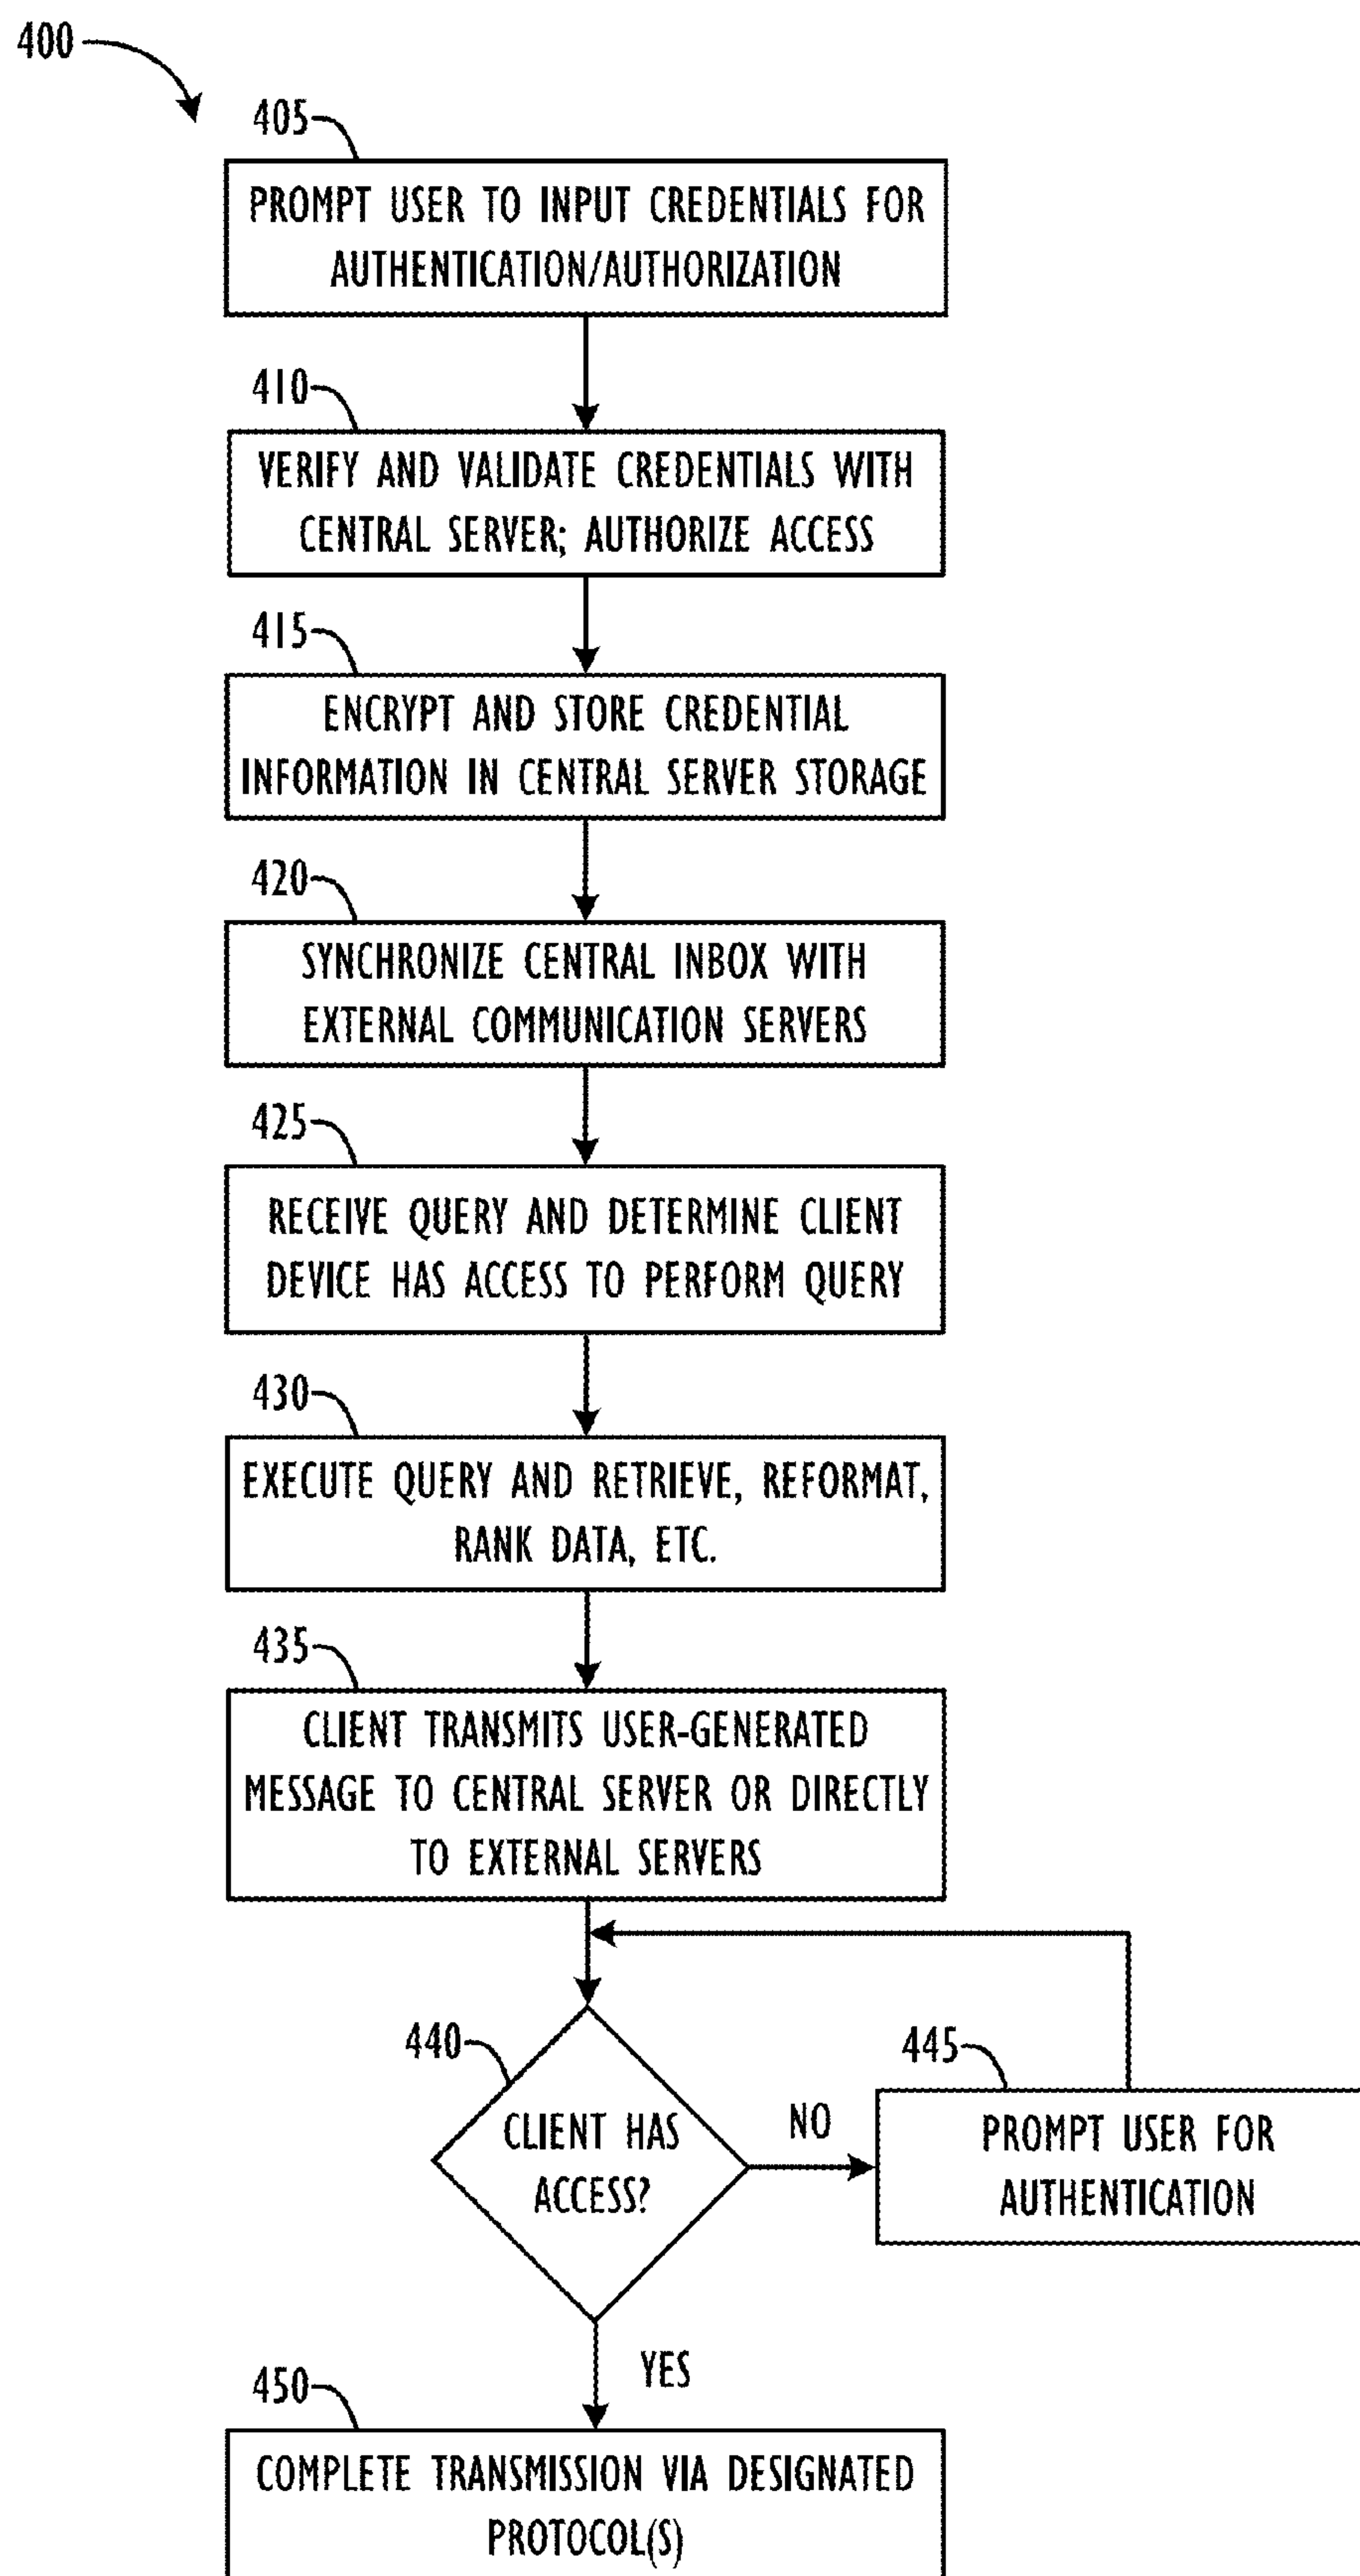 400
405
PROMPT USER TO INPUT CREDENTIALS FOR
AUTHENTICATION/AUTHORIZATION
410
VERIFY AND VALIDATE CREDENTIALS WITH
CENTRAL SERVER; AUTHORIZE ACCESS
415
ENCRYPT AND STORE CREDENTIAL
INFORMATION IN CENTRAL SERVER STORAGE
420
SYNCHRONIZE CENTRAL INBOX WITH
EXTERNAL COMMUNICATION SERVERS
425
RECEIVE QUERY AND DETERMINE CLIENT
DEVICE HAS ACCESS TO PERFORM QUERY
430
EXECUTE QUERY AND RETRIEVE, REFORMAT,
RANK DATA, ETC.
435
CLIENT TRANSMITS USER-GENERATED
MESSAGE TO CENTRAL SERVER OR DIRECTLY
TO EXTERNAL SERVERS
440
CLIENT HAS
ACCESS?
NO
445
PROMPT USER FOR
AUTHENTICATION
YES
450
COMPLETE TRANSMISSION VIA DESIGNATED
PROTOCOL(S)